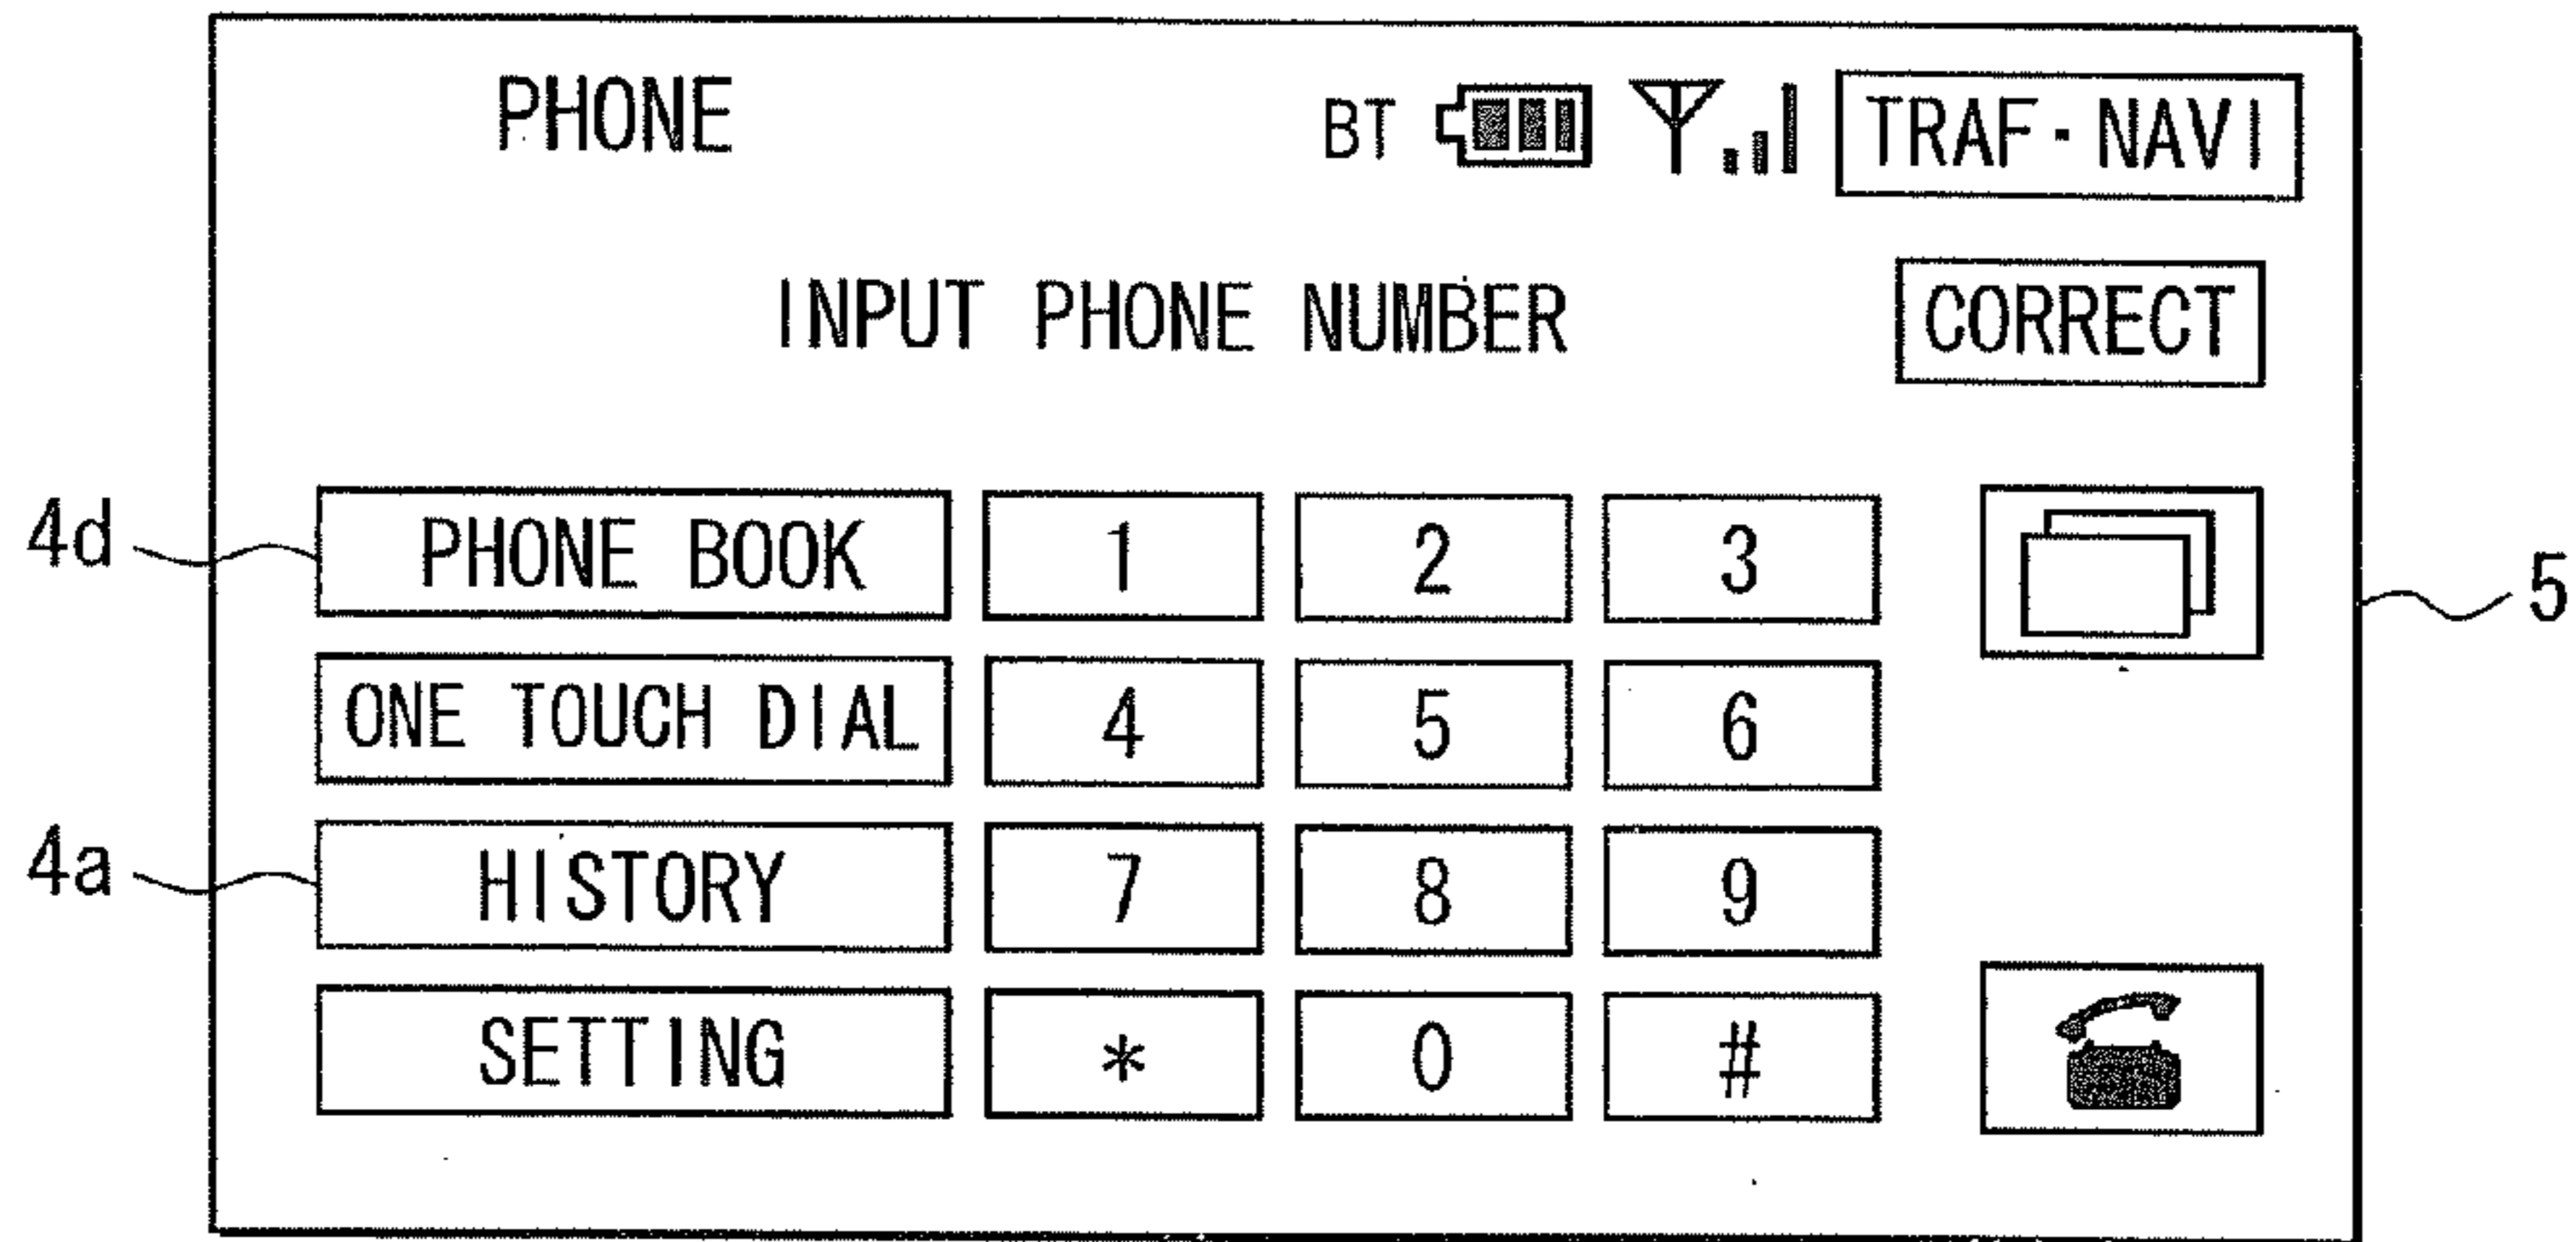 PHONE BT TRAF·NAVI
INPUT PHONE NUMBER CORRECT
4d PHONE BOOK 1 2 3 5
ONE TOUCH DIAL 4 5 6
4a HISTORY 7 8 9
SETTING * 0 #